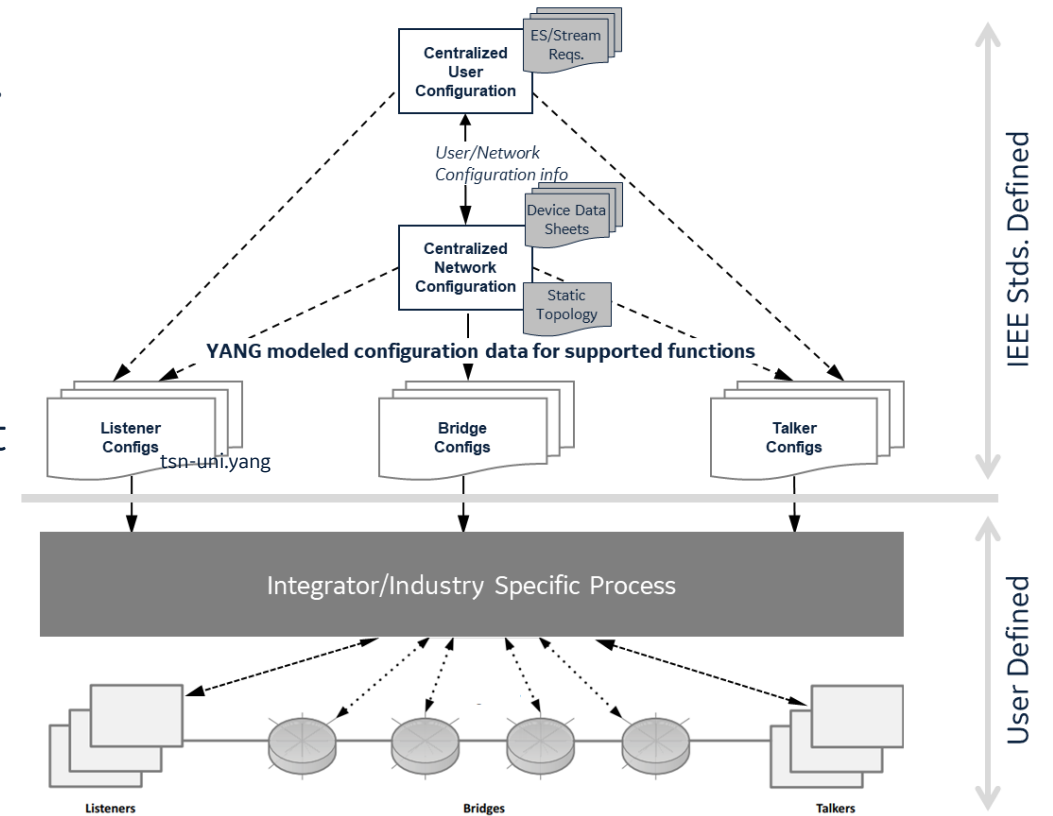 ES/Stream
Reqs.
Centralized
User
Configuration
User/Network
Configuration info
Device Data
Sheets
Centralized
Network
Configuration
Static
Topology
YANG modeled configuration data for supported functions
Listener
Configs
tsn-uni.yang
Bridge
Configs
Talker
Configs
IEEE Stds. Defined
Integrator/Industry Specific Process
User Defined
Listeners
Bridges
Talkers